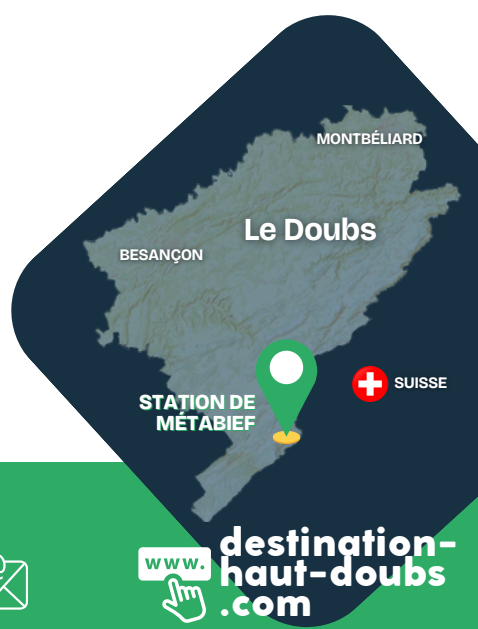 MONTBÉLIARD
Le Doubs
BESANÇON
SUISSE
STATION DE
MÉTABIEF
www.
destination-
haut-doubs
.com